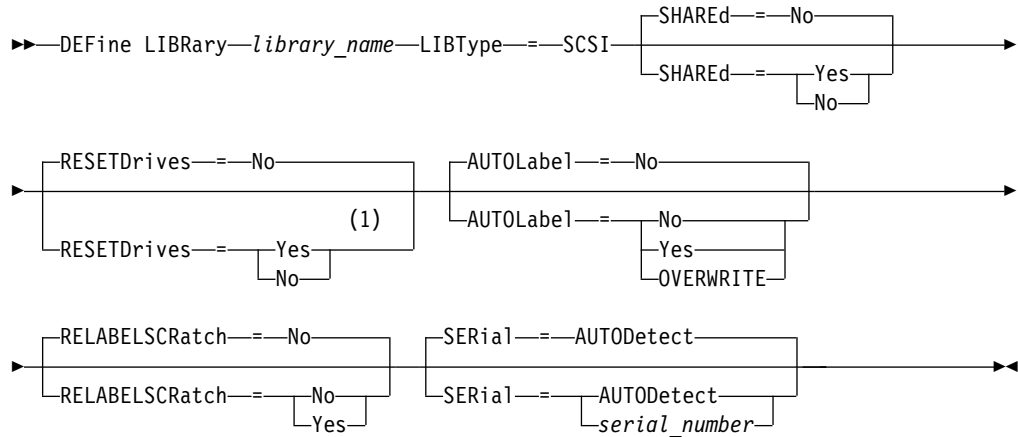 SHAREd = No
DEFine LIBRary library_name LIBType = SCSI
SHAREd = Yes
No
RESETDrives = No AUTOLabel = No
(1)
RESETDrives = Yes AUTOLabel = No
No Yes
OVERWRITE
RELABELSCRatch = No SERial = AUTODetect
RELABELSCRatch = No SERial = AUTODetect
Yes serial_number